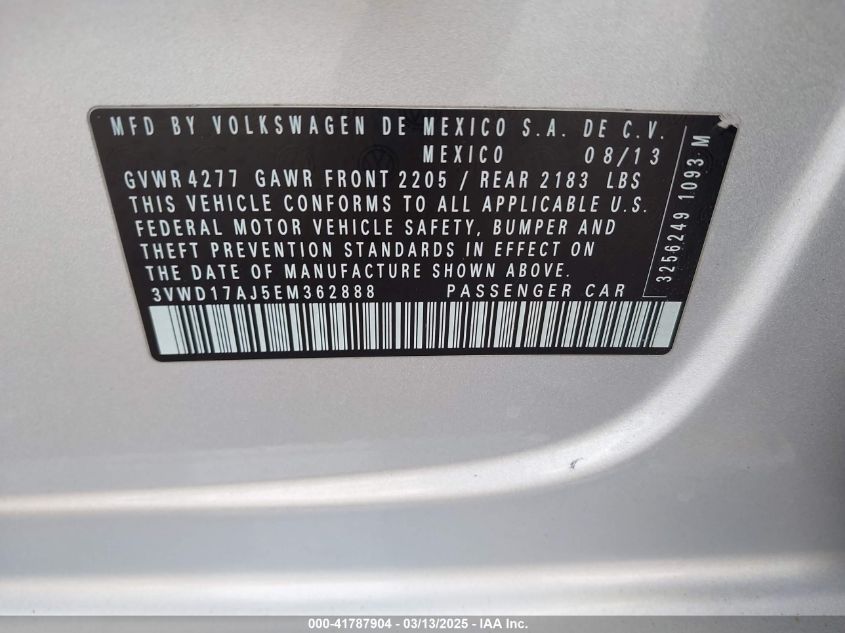 MFD BY VOLKSWAGEN DE MEXICO S.A. DE C.V.
MEXICO 08/13
GVWR 4277 GAWR FRONT 2205 / REAR 2183 LBS
THIS VEHICLE CONFORMS TO ALL APPLICABLE U.S.
FEDERAL MOTOR VEHICLE SAFETY, BUMPER AND
THEFT PREVENTION STANDARDS IN EFFECT ON
THE DATE OF MANUFACTURE SHOWN ABOVE.
3VWD17AJ5EM362888 PASSENGER CAR
3256249 1093 M
000-41787904 - 03/13/2025 - IAA Inc.